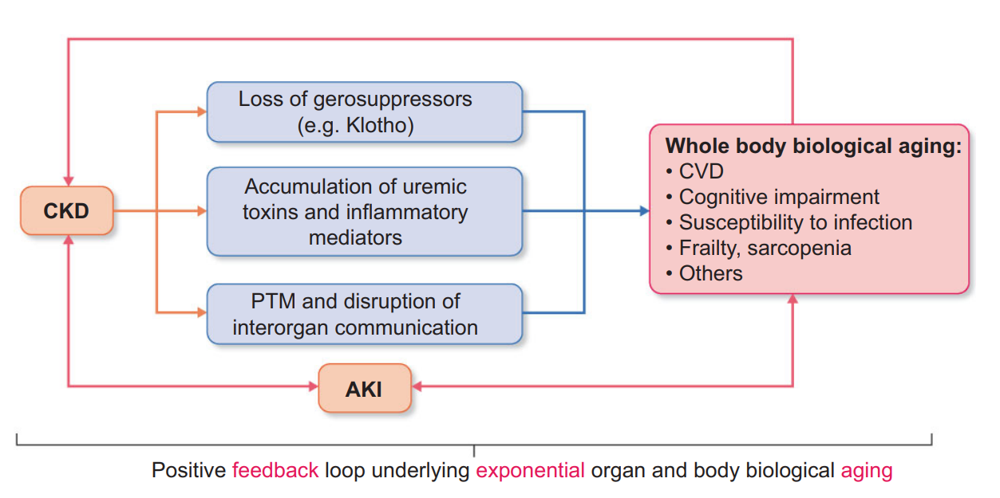 Loss of gerosuppressors
(e.g. Klotho)
Accumulation of uremic
toxins and inflammatory
mediators
PTM and disruption of
interorgan communication
CKD
AKI
Whole body biological aging:
• CVD
• Cognitive impairment
• Susceptibility to infection
• Frailty, sarcopenia
• Others
Positive feedback loop underlying exponential organ and body biological aging